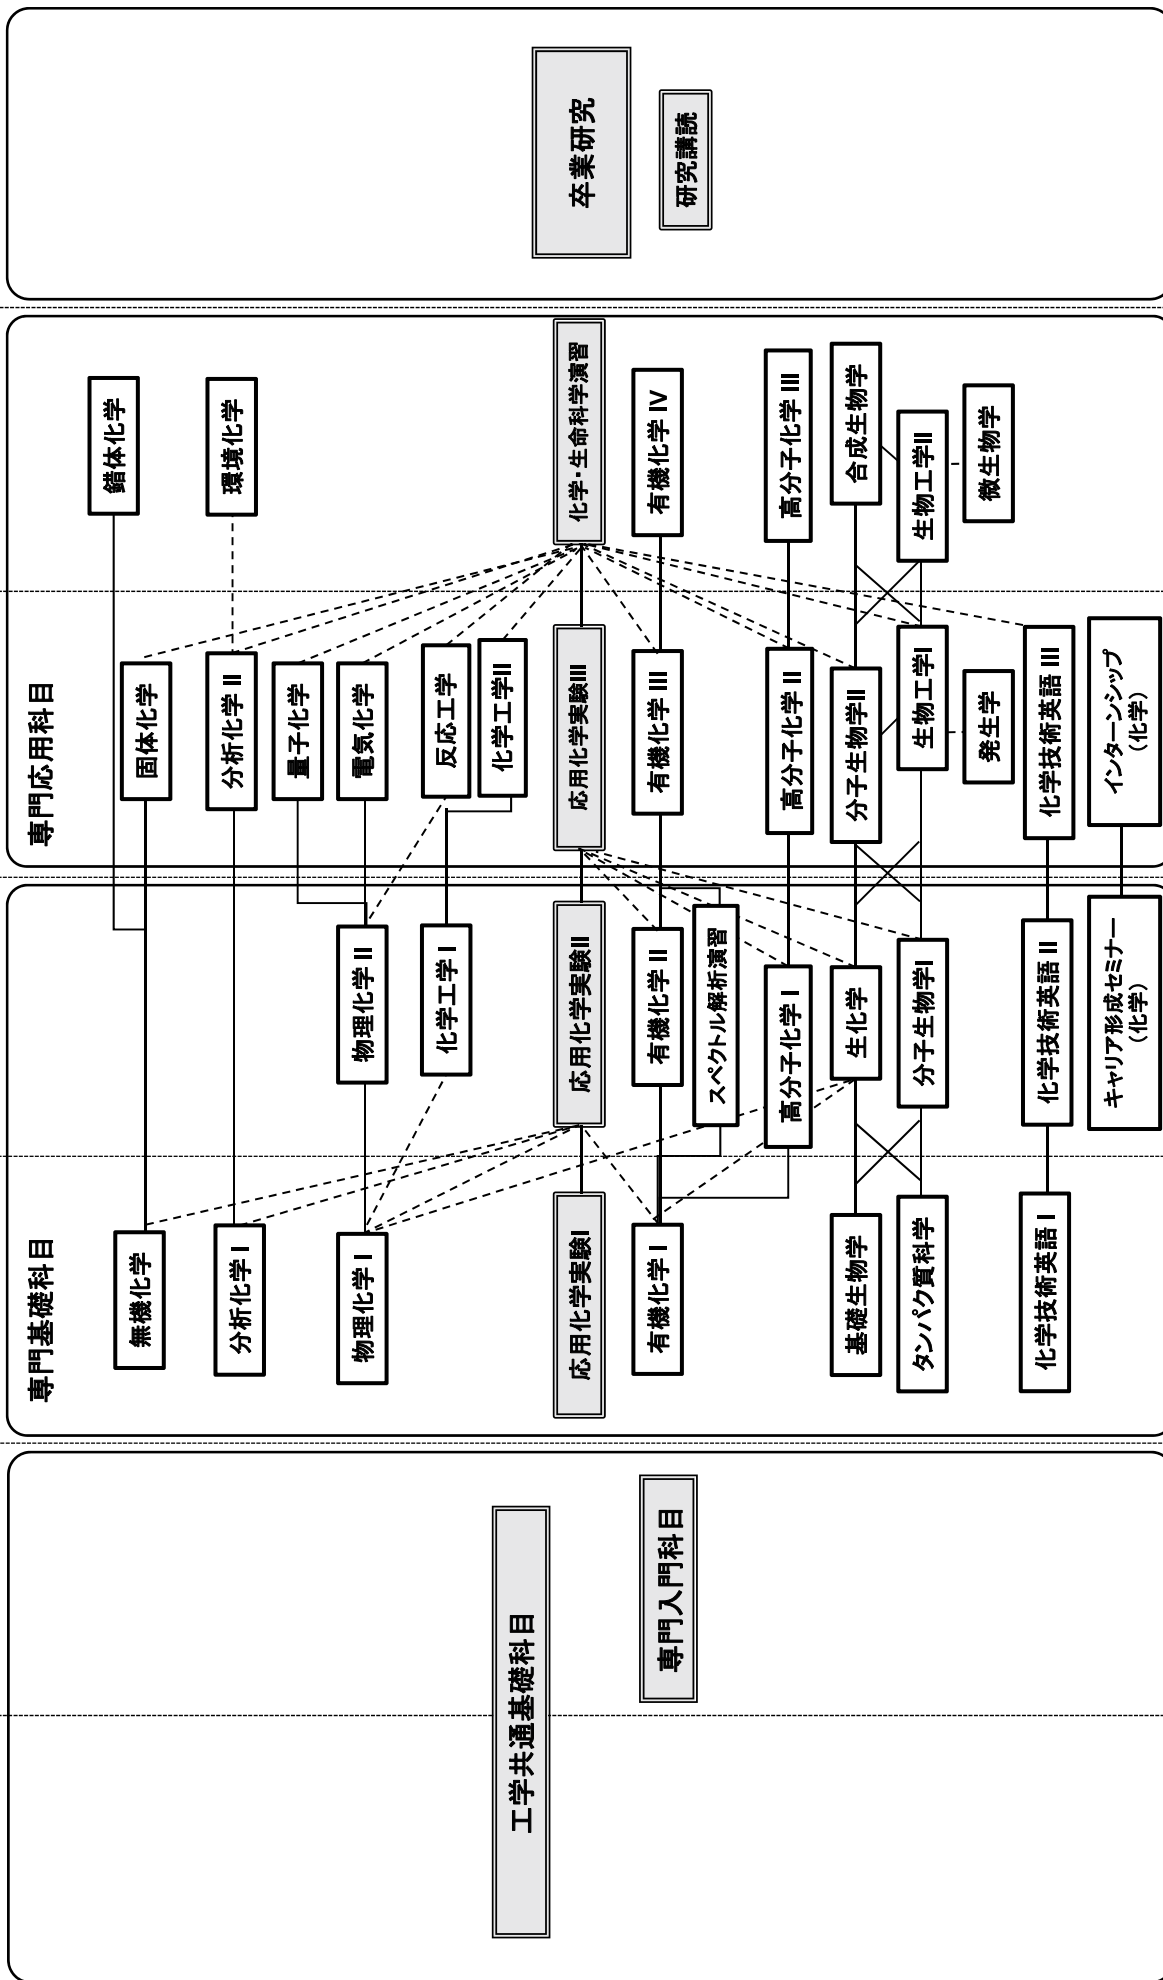 工学共通基礎科目
専門入門科目
専門基礎科目
無機化学
分析化学 I
物理化学 I
応用化学実験I
有機化学 I
基礎生物学
タンパク質科学
化学技術英語 I
物理化学 II
化学工学 I
応用化学実験II
有機化学 II
スペクトル解析演習
高分子化学 I
生化学
分子生物学I
化学技術英語 II
キャリア形成セミナー
（化学）
専門応用科目
固体化学
分析化学 II
量子化学
電気化学
反応工学
化学工学II
応用化学実験III
有機化学 III
高分子化学 II
分子生物学II
生物工学I
発生学
化学技術英語 III
インターンシップ
（化学）
錯体化学
環境化学
化学・生命科学演習
有機化学 IV
高分子化学 III
合成生物学
生物工学II
微生物学
卒業研究
研究講読